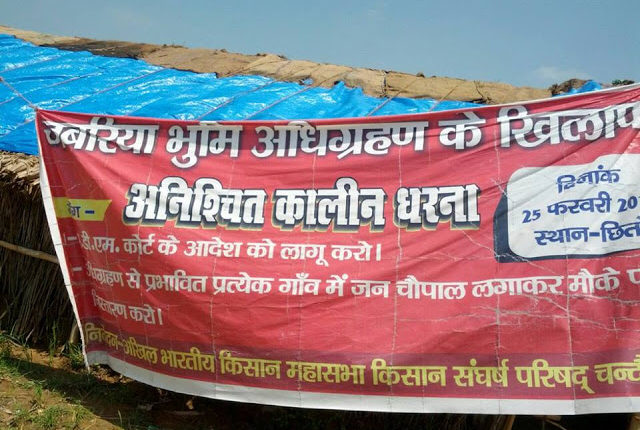 जबरिया भुमि अधिग्रहण के खिलाफ
अनिश्चित कालीन धरना
दिनांक
25 फरवरी 20
स्थान-छित
माँग –
– डी.एम. कोर्ट के आदेश को लागू करो।
– अधिग्रहण से प्रभावित प्रत्येक गाँव में जन चौपाल लगाकर मौके प
निस्तारण करो।
निवेदन-अखिल भारतीय किसान महासभा किसान संघर्ष परिषद् चन्दौ